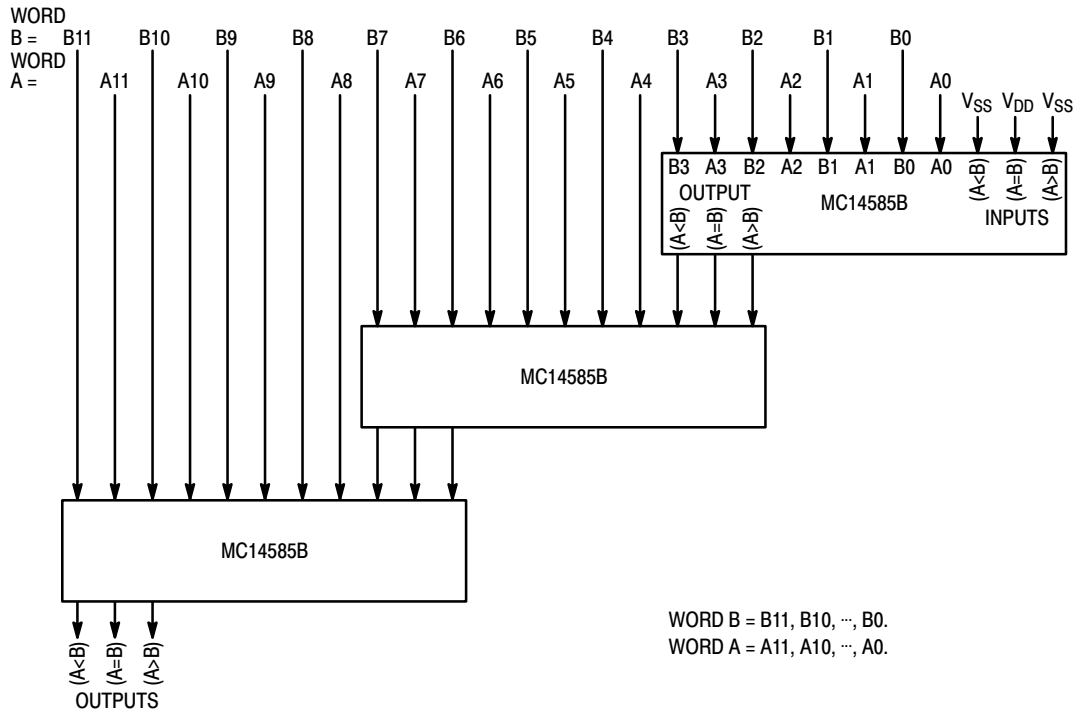 WORD
B = B11 B10 B9 B8 B7 B6 B5 B4 B3 B2 B1 B0
WORD
A = A11 A10 A9 A8 A7 A6 A5 A4 A3 A2 A1 A0
VSS VDD VSS
B3 A3 B2 A2 B1 A1 B0 A0 (A<B) (A=B) (A>B)
OUTPUT
MC14585B
INPUTS
(A<B) (A=B) (A>B)
MC14585B
MC14585B
WORD B = B11, B10, ..., B0.
WORD A = A11, A10, ..., A0.
(A<B) (A=B) (A>B)
OUTPUTS